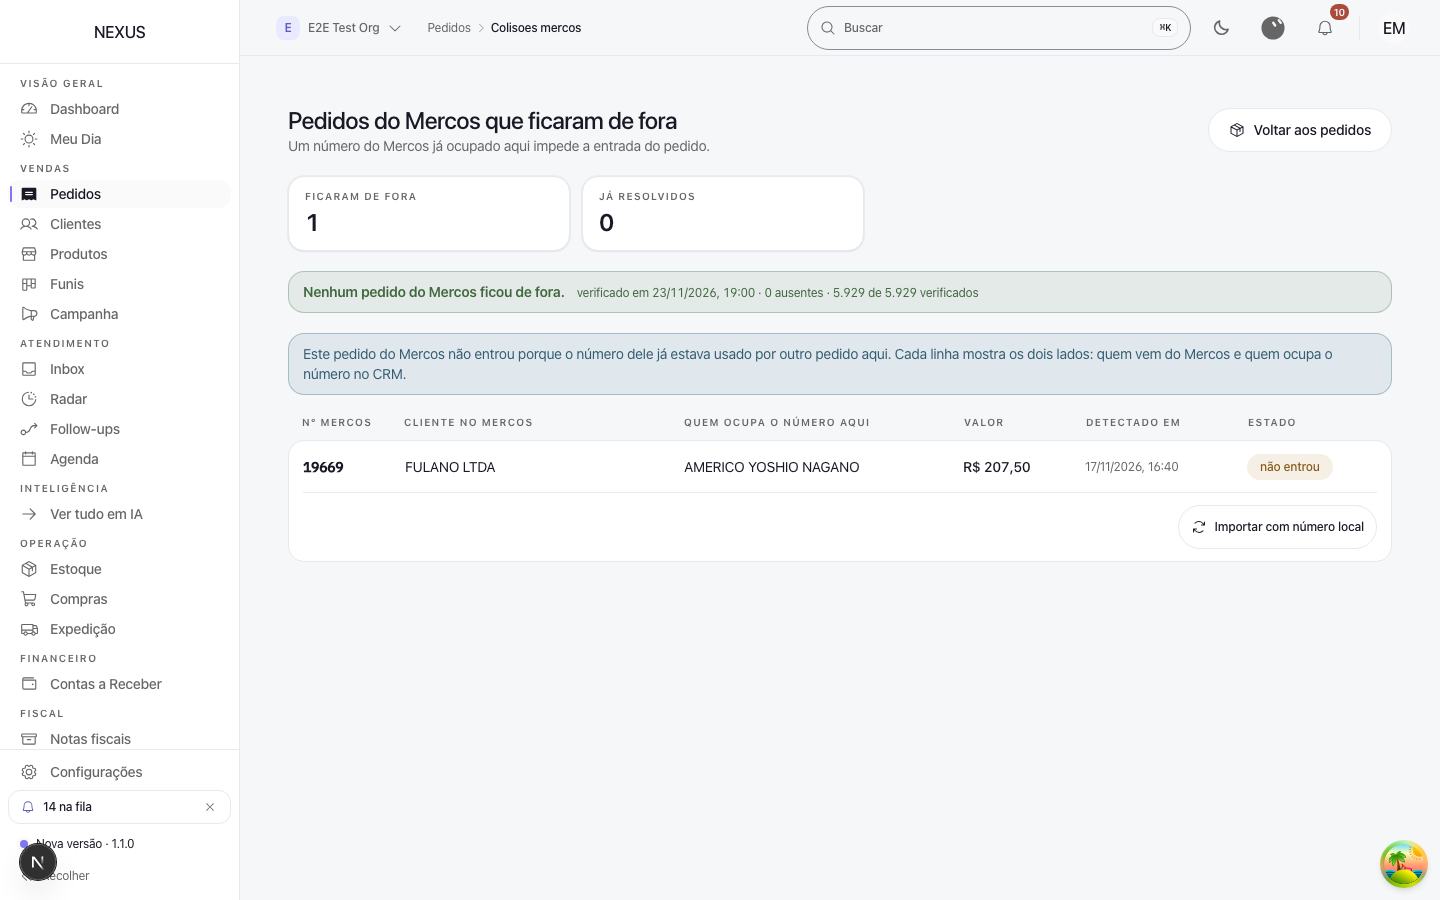 NEXUS
E
E2E Test Org
Pedidos
Colisoes mercos
Buscar
⌘K
10
EM
VISÃO GERAL
Dashboard
Meu Dia
VENDAS
Pedidos
Clientes
Produtos
Funis
Campanha
ATENDIMENTO
Inbox
Radar
Follow-ups
Agenda
INTELIGÊNCIA
Ver tudo em IA
OPERAÇÃO
Estoque
Compras
Expedição
FINANCEIRO
Contas a Receber
FISCAL
Notas fiscais
Configurações
14 na fila
Nova versão · 1.1.0
N
Recolher
Pedidos do Mercos que ficaram de fora
Um número do Mercos já ocupado aqui impede a entrada do pedido.
Voltar aos pedidos
FICARAM DE FORA
1
JÁ RESOLVIDOS
0
Nenhum pedido do Mercos ficou de fora. verificado em 23/11/2026, 19:00 · 0 ausentes · 5.929 de 5.929 verificados
Este pedido do Mercos não entrou porque o número dele já estava usado por outro pedido aqui. Cada linha mostra os dois lados: quem vem do Mercos e quem ocupa o
número no CRM.
Nº MERCOS CLIENTE NO MERCOS QUEM OCUPA O NÚMERO AQUI VALOR DETECTADO EM ESTADO
19669 FULANO LTDA AMERICO YOSHIO NAGANO R$ 207,50 17/11/2026, 16:40 não entrou
Importar com número local